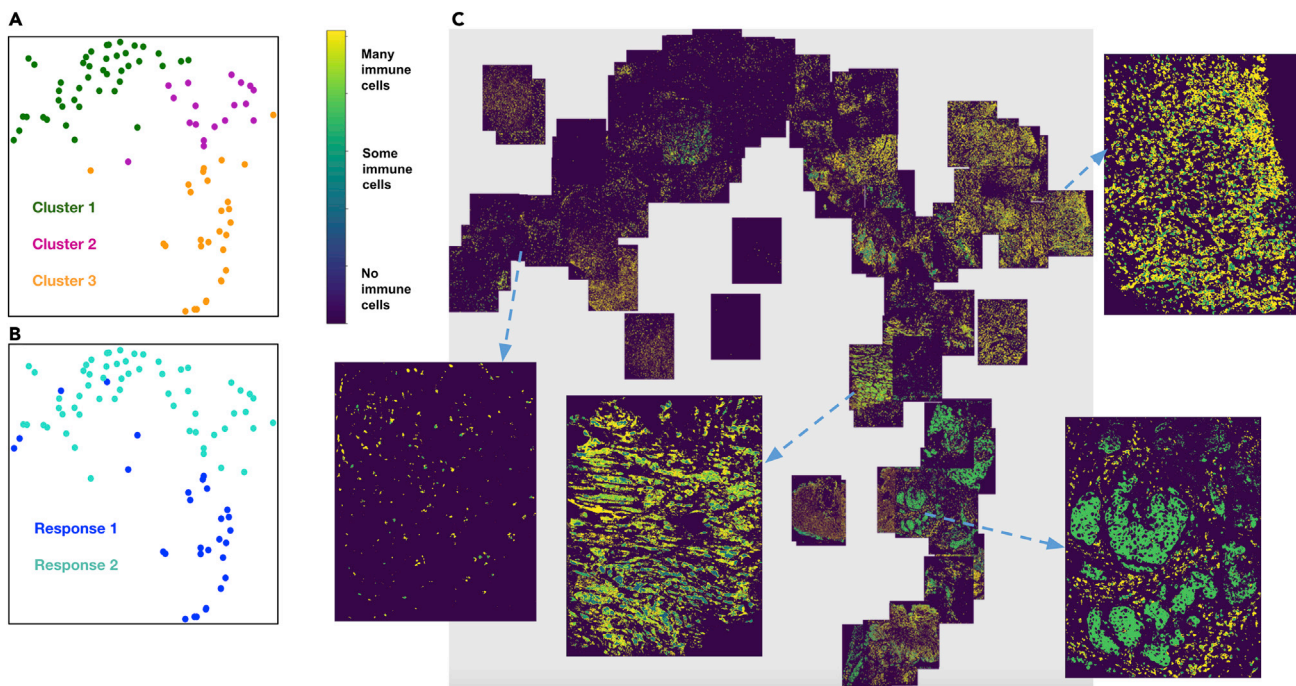 A
Cluster 1
Cluster 2
Cluster 3
B
Response 1
Response 2
Many
immune
cells
Some
immune
cells
No
immune
cells
C